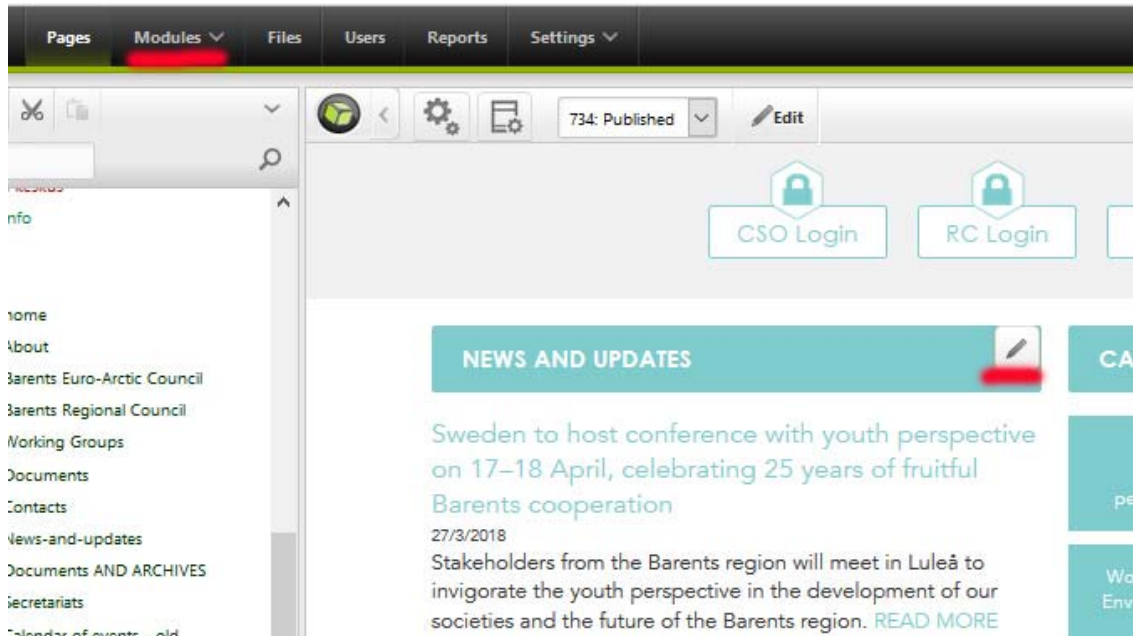 Pages Modules Files Users Reports Settings
734: Published Edit
nfo
CSO Login RC Login
home
About
Barents Euro-Arctic Council
Barents Regional Council
Working Groups
Documents
Contacts
News-and-updates
Documents AND ARCHIVES
Secretariats
NEWS AND UPDATES
Sweden to host conference with youth perspective
on 17–18 April, celebrating 25 years of fruitful
Barents cooperation
27/3/2018
Stakeholders from the Barents region will meet in Luleå to
invigorate the youth perspective in the development of our
societies and the future of the Barents region. READ MORE
CA
pe
Wo
Env